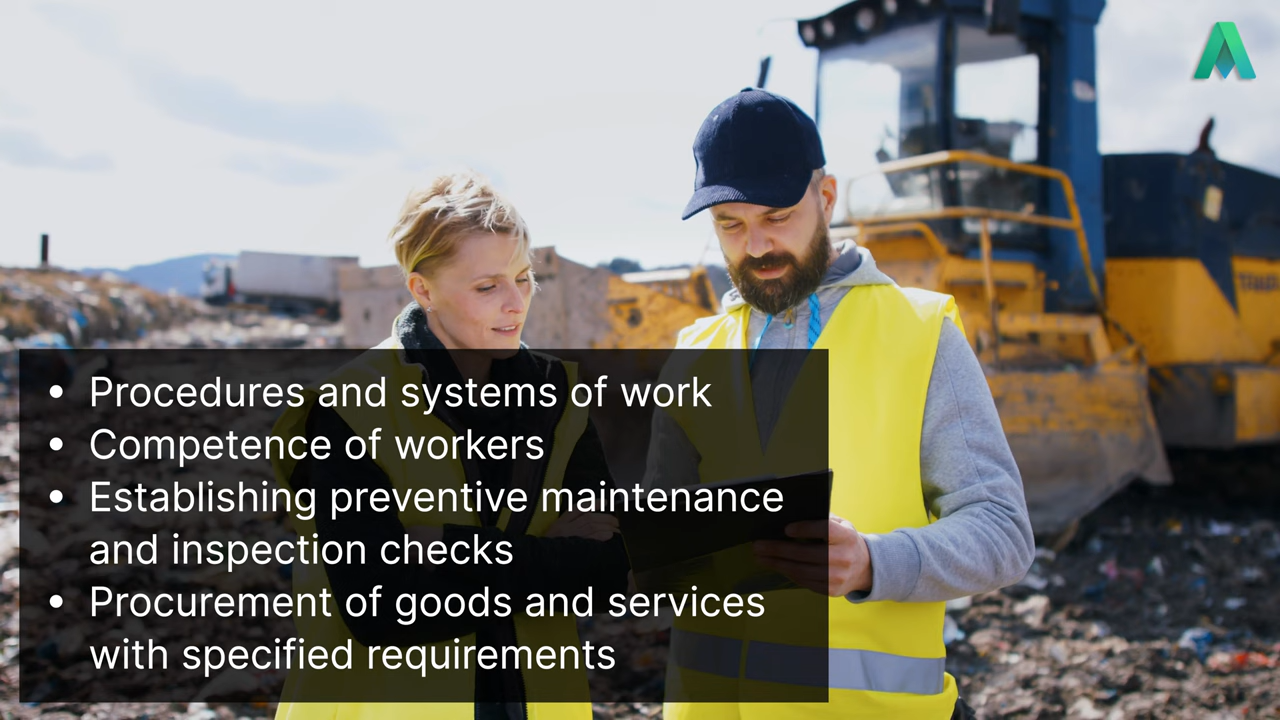 • Procedures and systems of work
• Competence of workers
• Establishing preventive maintenance
and inspection checks
• Procurement of goods and services
with specified requirements